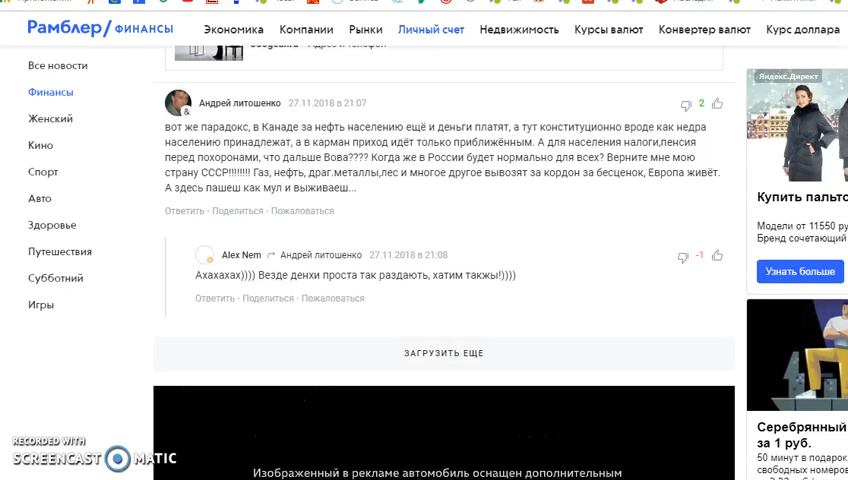 Рамблер/ ФИНАНСЫ
Экономика Компании Рынки Личный счет Недвижимость Курсы валют Конвертер валют Курс доллара
Все новости
Финансы
Женский
Кино
Спорт
Авто
Здоровье
Путешествия
Субботний
Игры
Андрей литошенко 27.11.2018 в 21:07
2
вот же парадокс, в Канаде за нефть населению ещё и деньги платят, а тут конституционно вроде как недра
населению принадлежат, а в карман приход идёт только приближённым. А для населения налоги,пенсия
перед похоронами, что дальше Вова???? Когда же в России будет нормально для всех? Верните мне мою
страну СССР!!!!!!!! Газ, нефть, драг.металлы,лес и многое другое вывозят за кордон за бесценок, Европа живёт.
А здесь пашеш как мул и выживаеш...
Ответить · Поделиться · Пожаловаться
Alex Nem Андрей литошенко 27.11.2018 в 21:08
-1
Ахахахах)))) Везде денхи проста так раздають, хатим такжы!))))
Ответить · Поделиться · Пожаловаться
ЗАГРУЗИТЬ ЕЩЕ
Изображенный в рекламе автомобиль оснащен дополнительным
Яндекс.Директ
Купить пальто
Модели от 11550 ру
Бренд сочетающий
Узнать больше
Серебрянный
за 1 руб.
50 минут в подарок
свободных номеров
RECORDED WITH
SCREENCAST MATIC